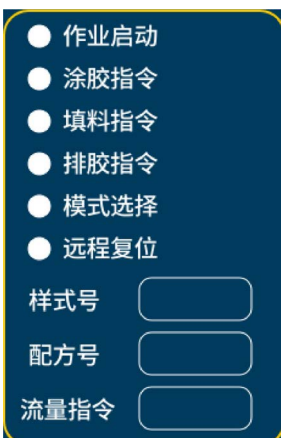 作业启动
涂胶指令
填料指令
排胶指令
模式选择
远程复位
样式号
配方号
流量指令